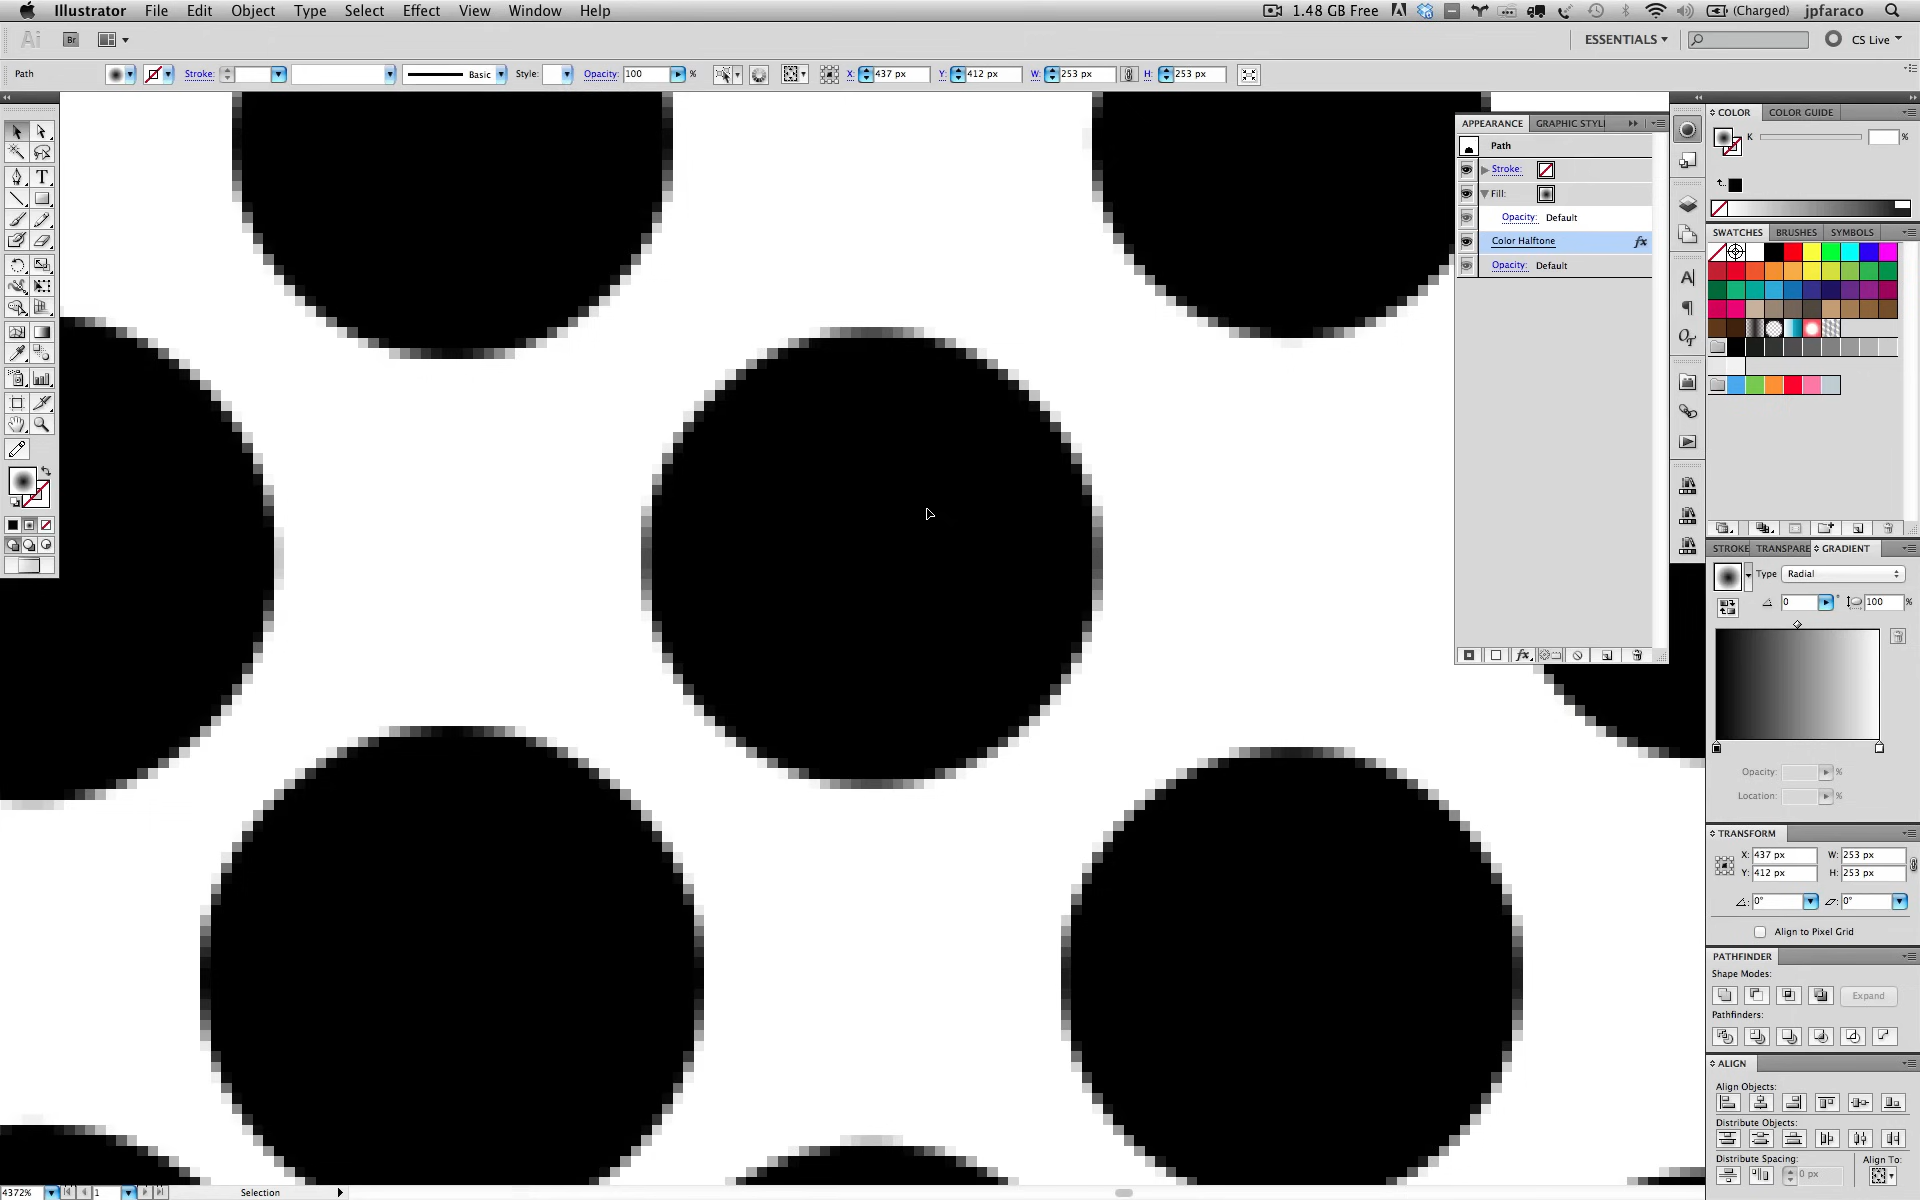 Illustrator File Edit Object Type Select Effect View Window Help 1.48 GB Free (Charged) jpfaraco
Ai Br ESSENTIALS CS Live
Path Stroke: Basic Style: Opacity: 100 % X: 437 px Y: 412 px W: 253 px H: 253 px
APPEARANCE GRAPHIC STYL
Path
Stroke:
Fill:
Opacity: Default
Color Halftone fx
Opacity: Default
fx
COLOR COLOR GUIDE
K %
SWATCHES BRUSHES SYMBOLS
STROKE TRANSPARE GRADIENT
Type Radial
0 ° 100 %
Opacity: %
Location: %
TRANSFORM
X: 437 px W: 253 px
Y: 412 px H: 253 px
0° 0°
Align to Pixel Grid
PATHFINDER
Shape Modes:
Expand
Pathfinders:
ALIGN
Align Objects:
Distribute Objects:
Distribute Spacing: Align To:
0 px
4372% 1 Selection